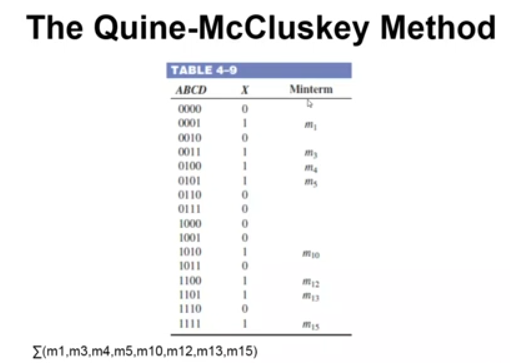 The Quine-McCluskey Method
TABLE 4–9
ABCD X Minterm
0000 0
0001 1 m1
0010 0
0011 1 m3
0100 1 m4
0101 1 m5
0110 0
0111 0
1000 0
1001 0
1010 1 m10
1011 0
1100 1 m12
1101 1 m13
1110 0
1111 1 m15
∑(m1,m3,m4,m5,m10,m12,m13,m15)